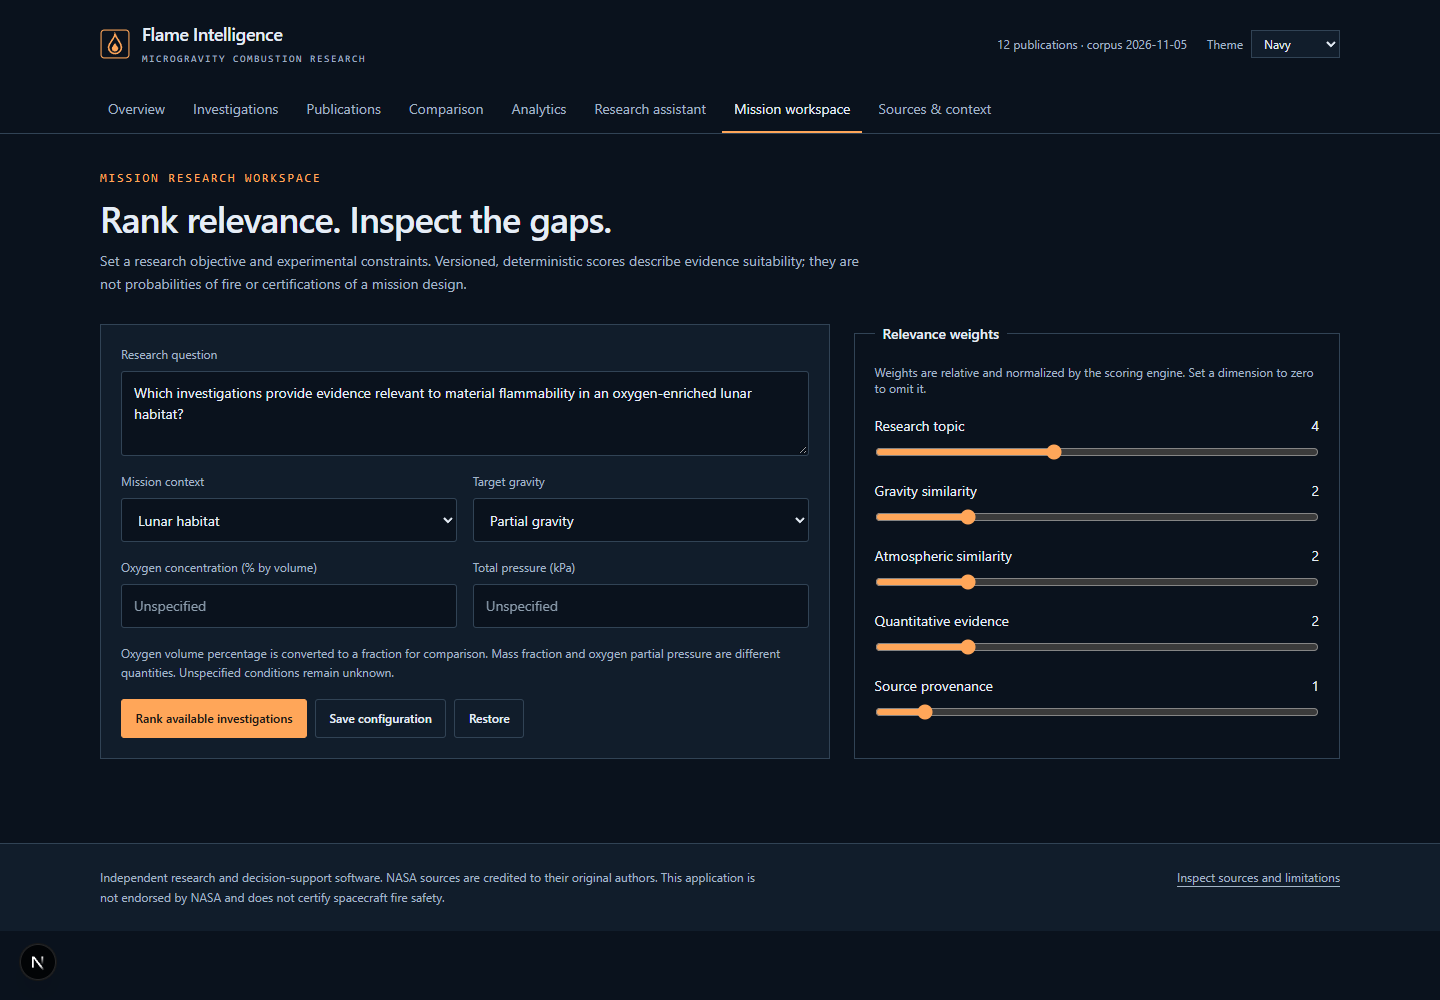 Flame Intelligence
MICROGRAVITY COMBUSTION RESEARCH
12 publications · corpus 2026-11-05
Theme
Navy
Overview
Investigations
Publications
Comparison
Analytics
Research assistant
Mission workspace
Sources & context
MISSION RESEARCH WORKSPACE
Rank relevance. Inspect the gaps.
Set a research objective and experimental constraints. Versioned, deterministic scores describe evidence suitability; they are
not probabilities of fire or certifications of a mission design.
Research question
Which investigations provide evidence relevant to material flammability in an oxygen-enriched lunar
habitat?
Mission context
Target gravity
Lunar habitat
Partial gravity
Oxygen concentration (% by volume)
Total pressure (kPa)
Unspecified
Unspecified
Oxygen volume percentage is converted to a fraction for comparison. Mass fraction and oxygen partial pressure are different
quantities. Unspecified conditions remain unknown.
Rank available investigations
Save configuration
Restore
Relevance weights
Weights are relative and normalized by the scoring engine. Set a dimension to zero
to omit it.
Research topic 4
Gravity similarity 2
Atmospheric similarity 2
Quantitative evidence 2
Source provenance 1
Independent research and decision-support software. NASA sources are credited to their original authors. This application is
not endorsed by NASA and does not certify spacecraft fire safety.
Inspect sources and limitations
N